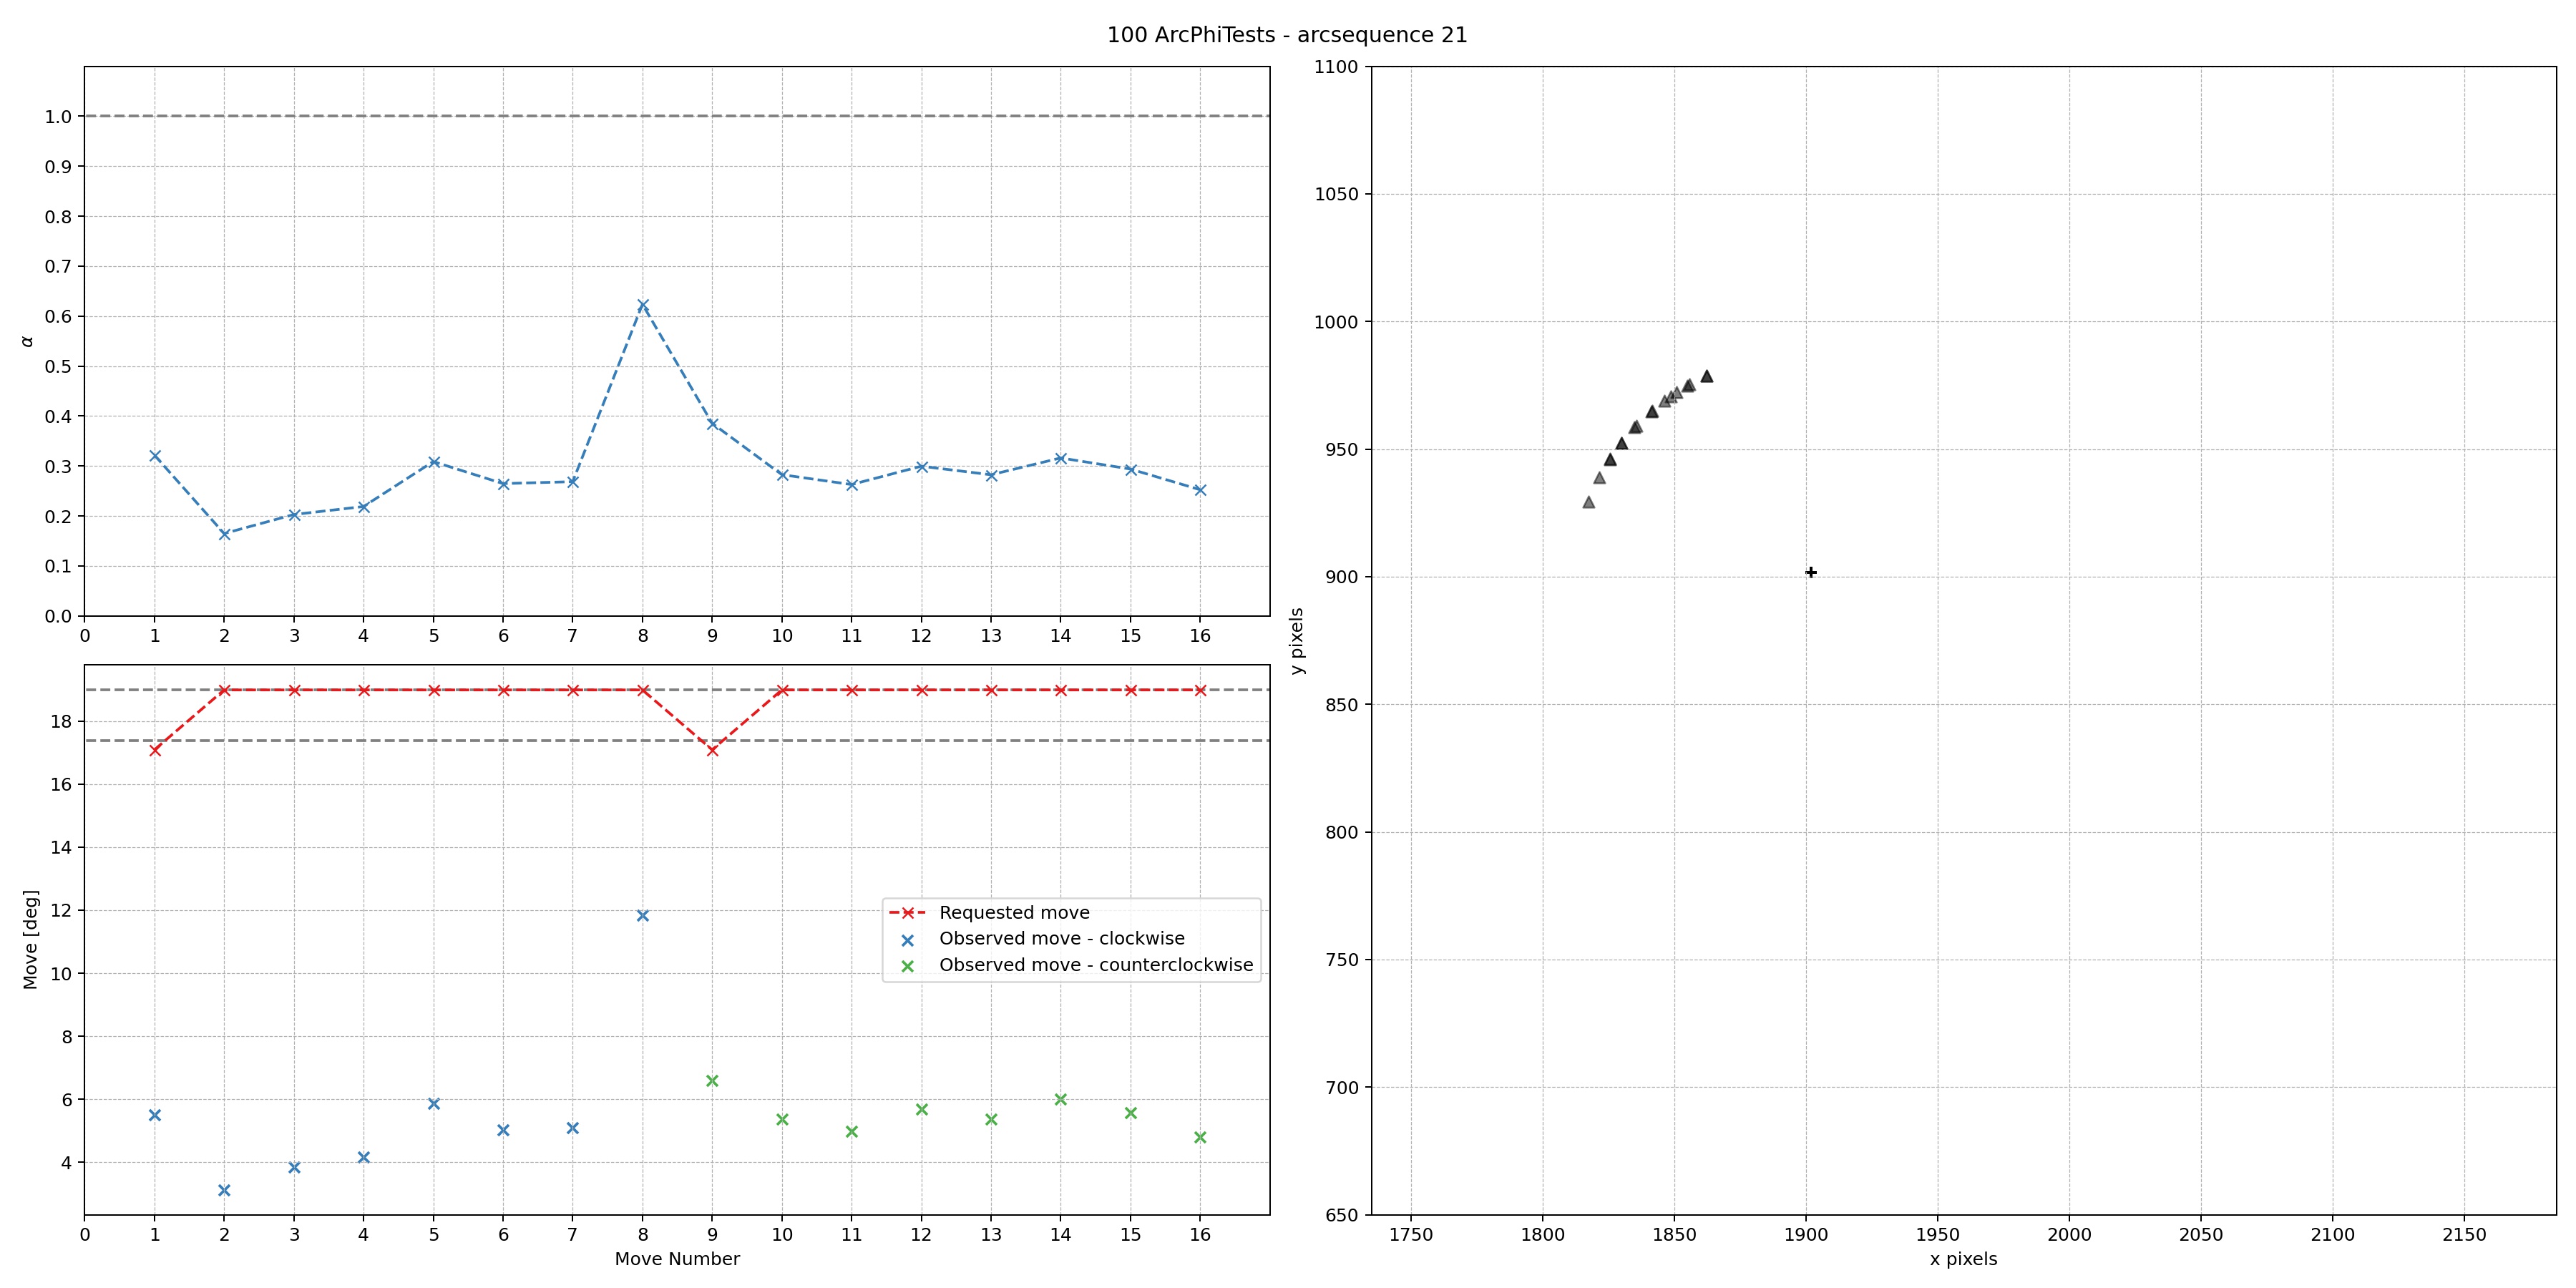 100 ArcPhiTests - arcsequence 21
1.0
0.9
0.8
0.7
0.6
0.5
0.4
0.3
0.2
0.1
0.0
α
0 1 2 3 4 5 6 7 8 9 10 11 12 13 14 15 16
18
16
14
12
10
8
6
4
Move [deg]
Requested move
Observed move - clockwise
Observed move - counterclockwise
0 1 2 3 4 5 6 7 8 9 10 11 12 13 14 15 16
Move Number
1100
1050
1000
950
900
850
800
750
700
650
y pixels
1750 1800 1850 1900 1950 2000 2050 2100 2150
x pixels